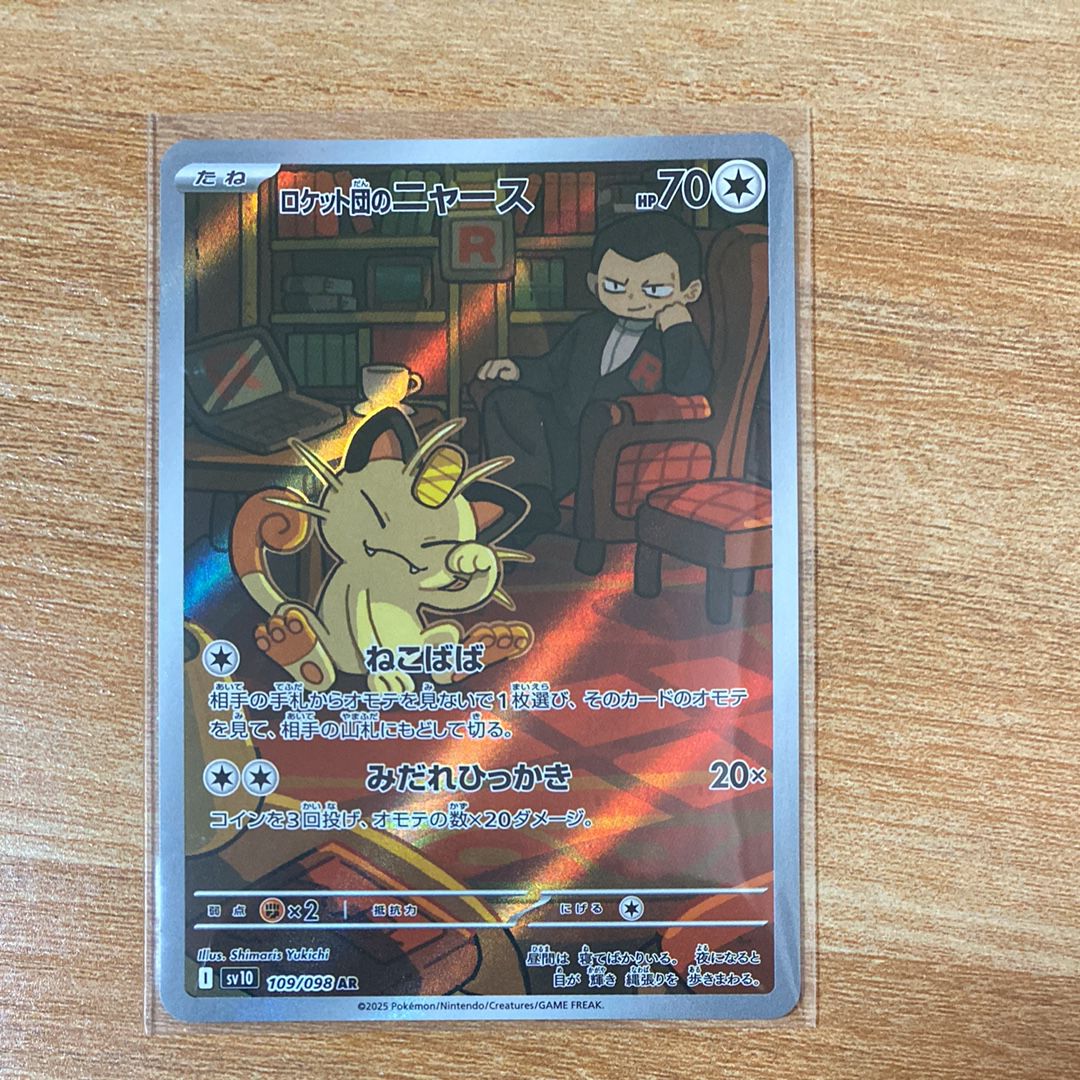 たね
ロケット団のニャース
HP70
R
R
ねこばば
相手の手札からオモテを見ないで1枚選び、そのカードのオモテ
を見て、相手の山札にもどして切る。
みだれひっかき 20×
コインを3回投げ、オモテの数×20ダメージ。
弱点 ×2 抵抗力 にげる
Illus. Shimaris Yukichi
I sv10 109/098 AR
昼間は 寝てばかりいる。 夜になると
目が 輝き 縄張りを 歩きまわる。
©2025 Pokémon/Nintendo/Creatures/GAME FREAK.